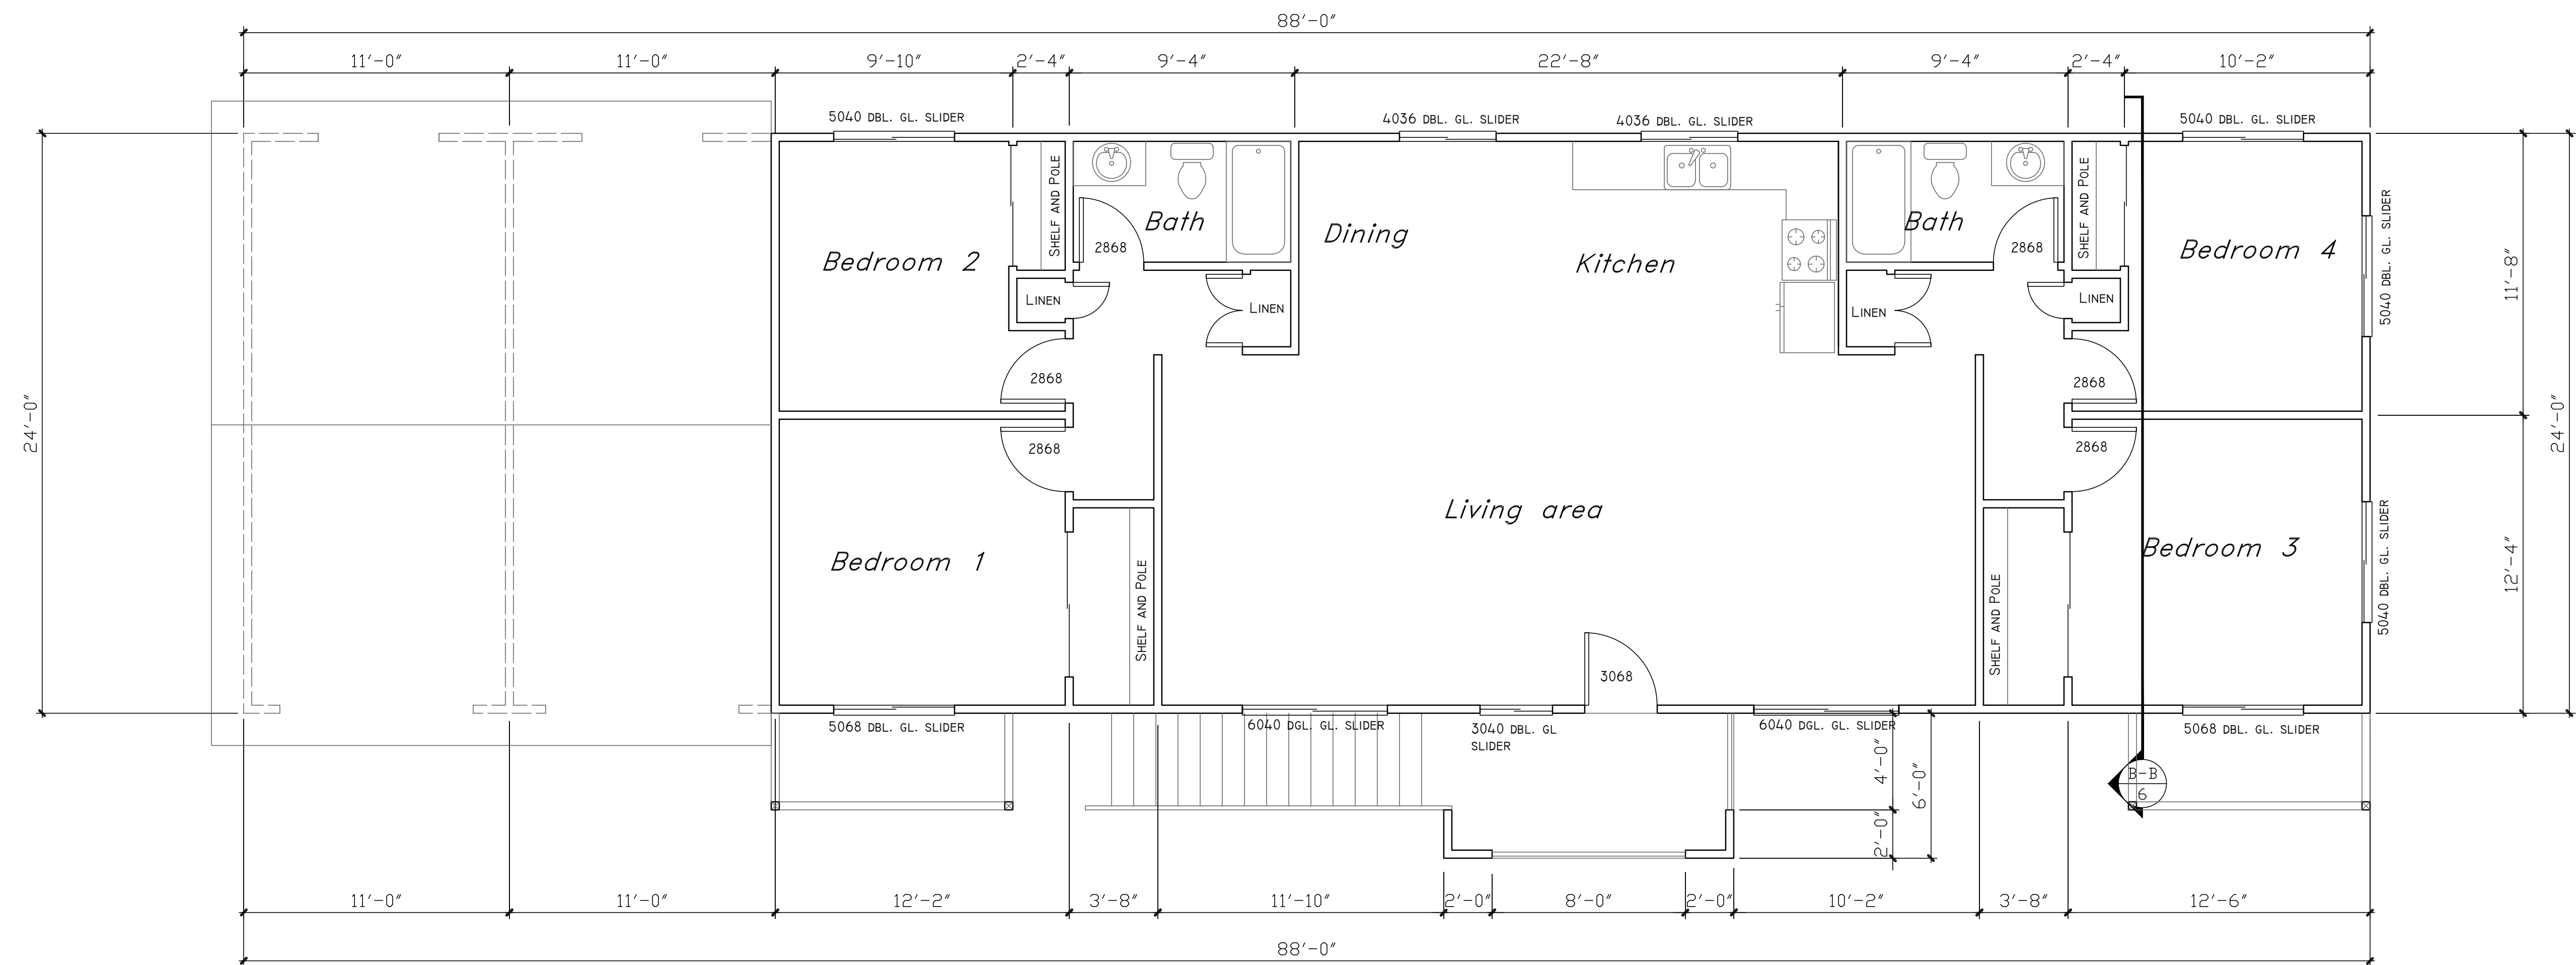 88'-0"
11'-0" 11'-0" 9'-10" 2'-4" 9'-4" 22'-8" 9'-4" 2'-4" 10'-2"
5040 DBL. GL. SLIDER
4036 DBL. GL. SLIDER
4036 DBL. GL. SLIDER
5040 DBL. GL. SLIDER
SHELF AND POLE
Bath
2868
Bedroom 2
Dining
Kitchen
Bath
2868
SHELF AND POLE
Bedroom 4
5040 DBL. GL. SLIDER
11'-8"
LINEN
LINEN
LINEN
LINEN
2868
2868
24'-0"
24'-0"
2868
2868
Living area
Bedroom 1
SHELF AND POLE
SHELF AND POLE
Bedroom 3
5040 DBL. GL. SLIDER
12'-4"
3068
5068 DBL. GL. SLIDER
6040 DGL. GL. SLIDER
3040 DBL. GL
SLIDER
6040 DGL. GL. SLIDER
5068 DBL. GL. SLIDER
4'-0"
6'-0"
2'-0"
B-B
6
11'-0" 11'-0" 12'-2" 3'-8" 11'-10" 2'-0" 8'-0" 2'-0" 10'-2" 3'-8" 12'-6"
88'-0"